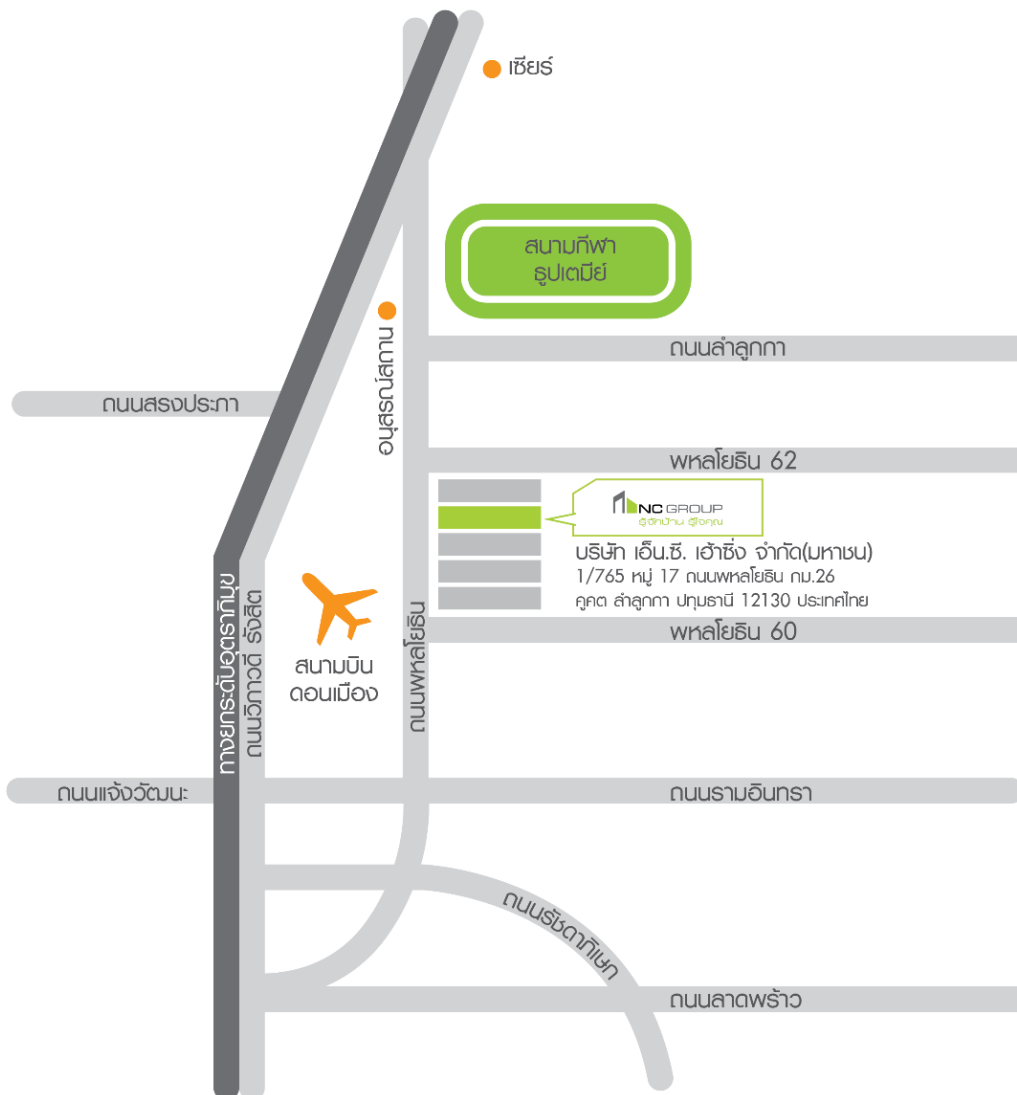 เซียร์
สนามกีฬา
ธูปเตมีย์
ถนนลำลูกกา
อนุสรณ์สถาน
ถนนสรงประภา
พหลโยธิน 62
NC GROUP
รู้จักบ้าน รู้ใจคุณ
บริษัท เอ็น.ซี. เฮ้าซิ่ง จำกัด(มหาชน)
1/765 หมู่ 17 ถนนพหลโยธิน กม.26
คูคต ลำลูกกา ปทุมธานี 12130 ประเทศไทย
พหลโยธิน 60
ทางยกระดับอุตราภิมุข
ถนนวิภาวดี รังสิต
สนามบิน
ดอนเมือง
ถนนพหลโยธิน
ถนนแจ้งวัฒนะ
ถนนรามอินทรา
ถนนรัชดาภิเษก
ถนนลาดพร้าว